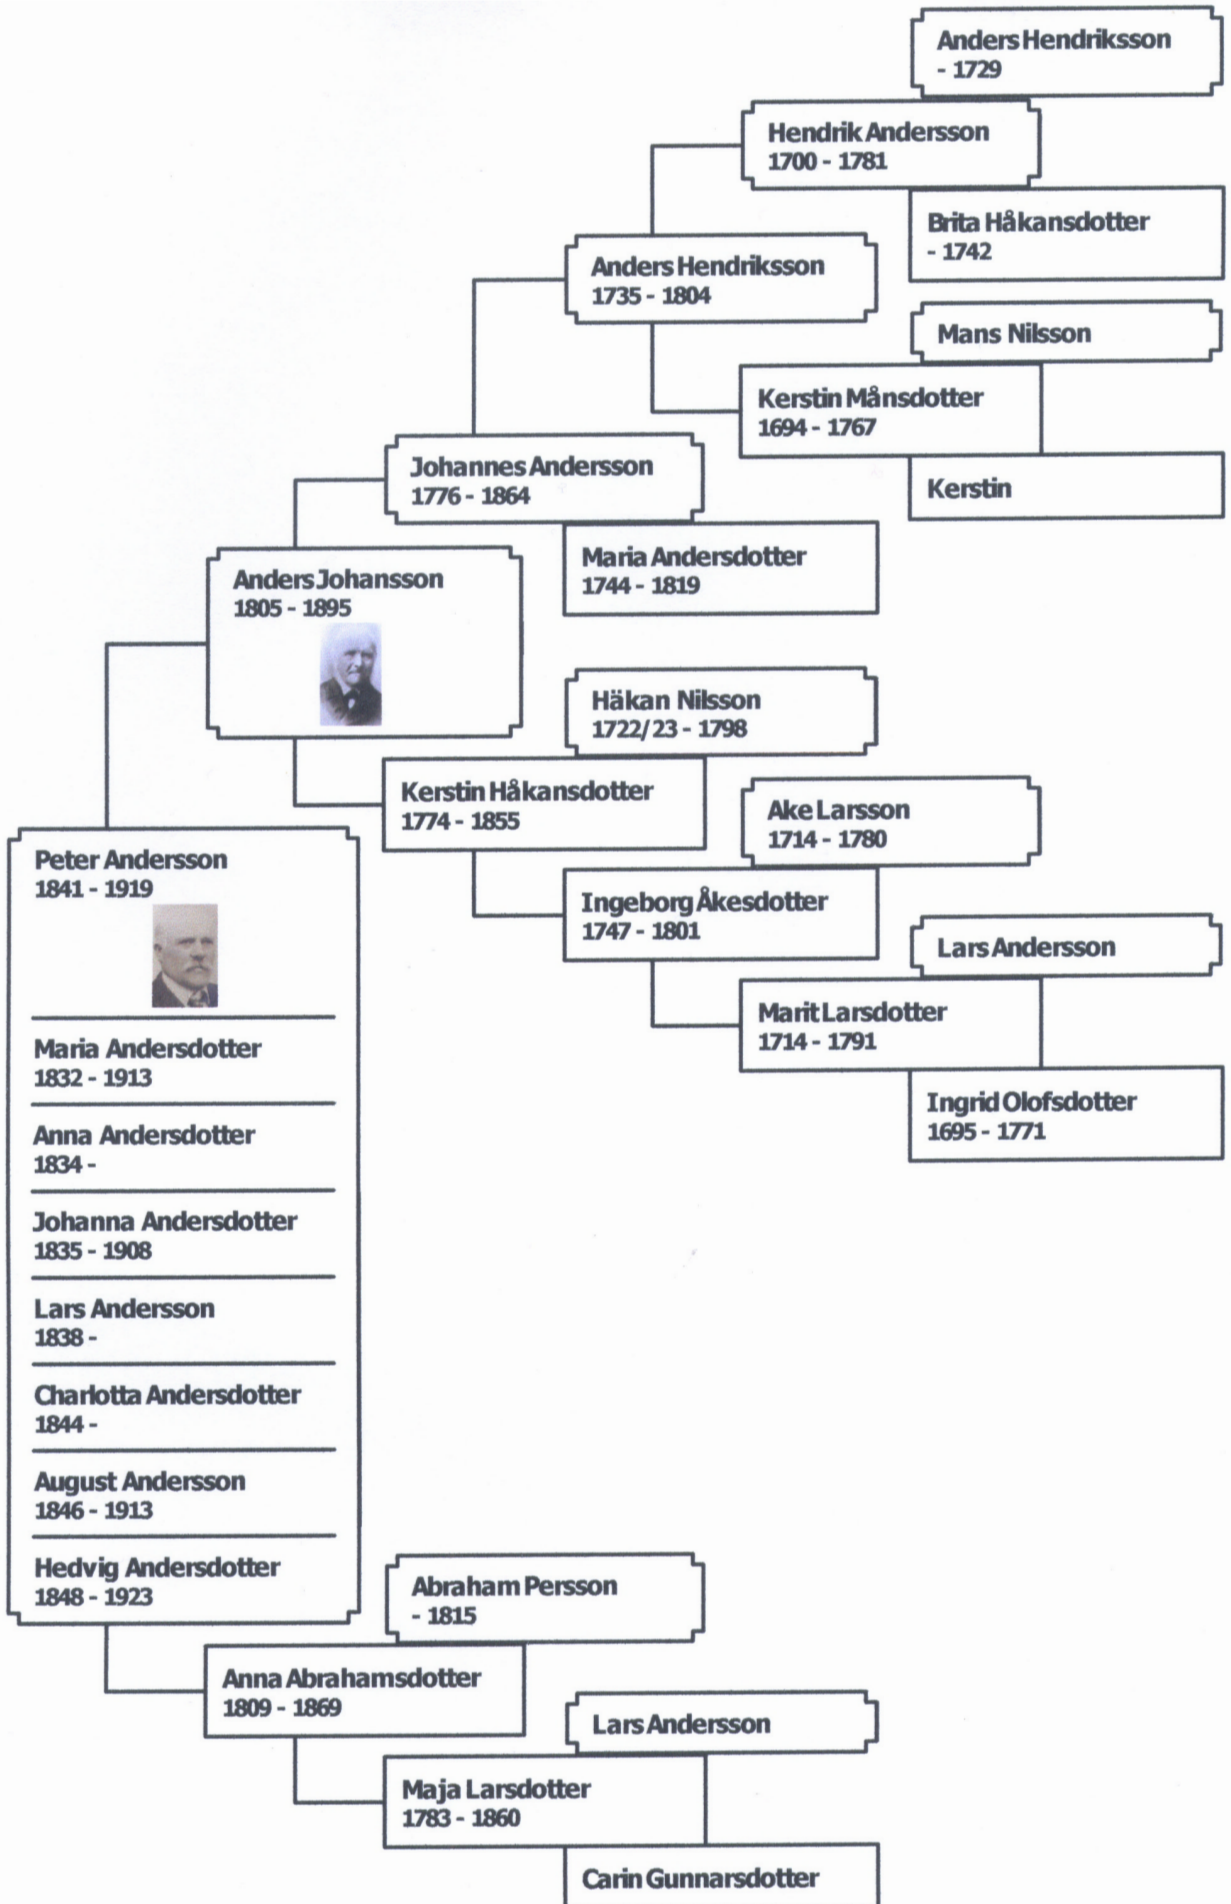 Anders Hendriksson
- 1729
Hendrik Andersson
1700 - 1781
Brita Håkansdotter
- 1742
Anders Hendriksson
1735 - 1804
Mans Nilsson
Kerstin Månsdotter
1694 - 1767
Kerstin
Johannes Andersson
1776 - 1864
Maria Andersdotter
1744 - 1819
Anders Johansson
1805 - 1895
Häkan Nilsson
1722/23 - 1798
Kerstin Håkansdotter
1774 - 1855
Ake Larsson
1714 - 1780
Ingeborg Åkesdotter
1747 - 1801
Lars Andersson
Marit Larsdotter
1714 - 1791
Ingrid Olofsdotter
1695 - 1771
Peter Andersson
1841 - 1919
Maria Andersdotter
1832 - 1913
Anna Andersdotter
1834 -
Johanna Andersdotter
1835 - 1908
Lars Andersson
1838 -
Charlotta Andersdotter
1844 -
August Andersson
1846 - 1913
Hedvig Andersdotter
1848 - 1923
Abraham Persson
- 1815
Anna Abrahamsdotter
1809 - 1869
Lars Andersson
Maja Larsdotter
1783 - 1860
Carin Gunnarsdotter